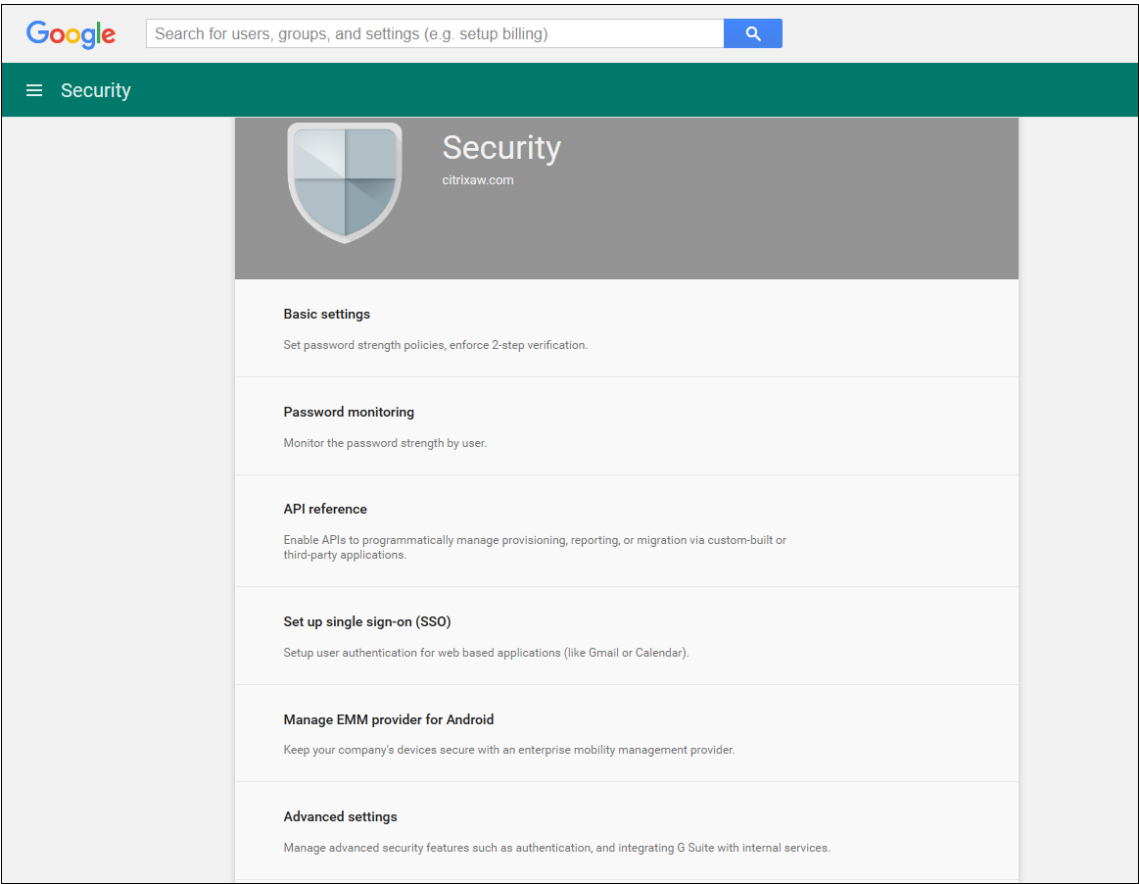 Google
Search for users, groups, and settings (e.g. setup billing)
Security
Security
citrixaw.com
Basic settings
Set password strength policies, enforce 2-step verification.
Password monitoring
Monitor the password strength by user.
API reference
Enable APIs to programmatically manage provisioning, reporting, or migration via custom-built or
third-party applications.
Set up single sign-on (SSO)
Setup user authentication for web based applications (like Gmail or Calendar).
Manage EMM provider for Android
Keep your company's devices secure with an enterprise mobility management provider.
Advanced settings
Manage advanced security features such as authentication, and integrating G Suite with internal services.